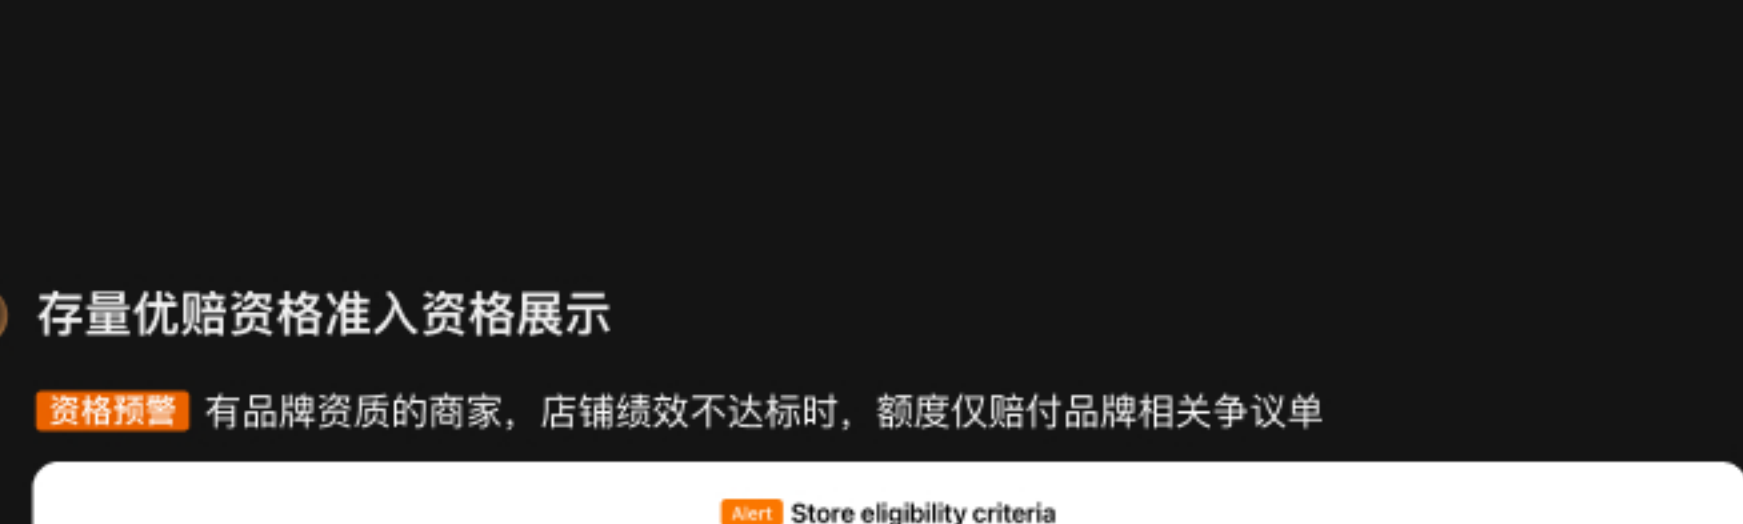 存量优赔资格准入资格展示
资格预警 有品牌资质的商家，店铺绩效不达标时，额度仅赔付品牌相关争议单
Alert Store eligibility criteria